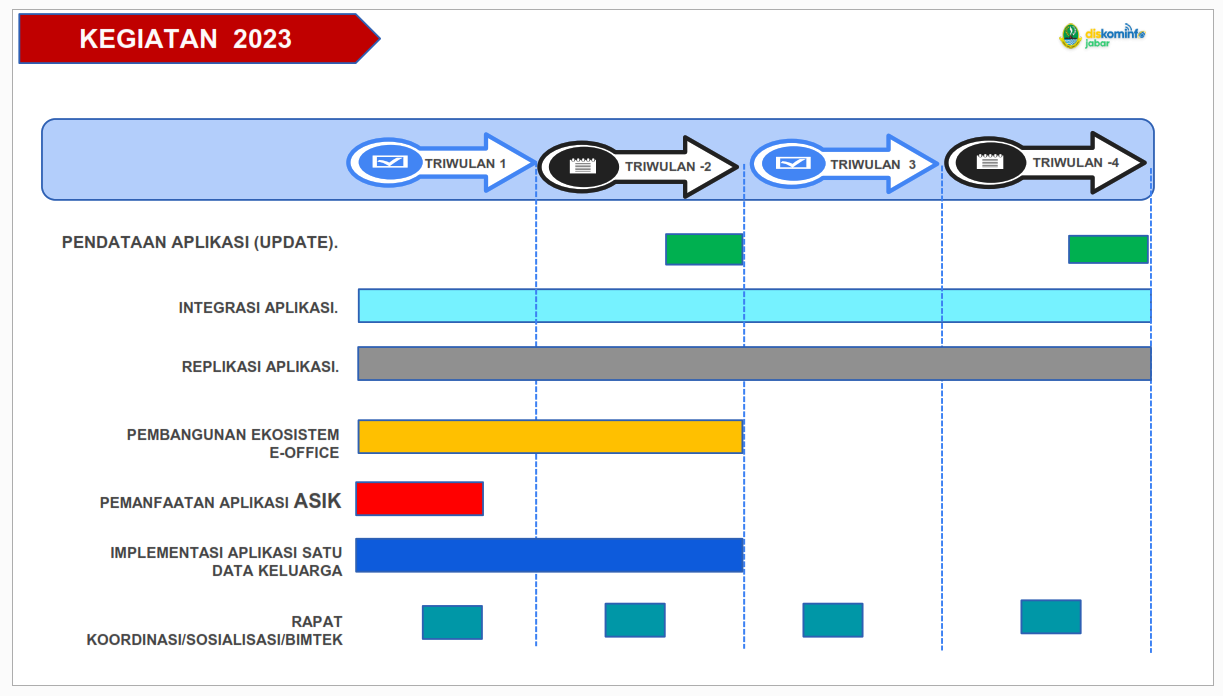 KEGIATAN 2023
diskominfo
jabar
TRIWULAN 1
TRIWULAN -2
TRIWULAN 3
TRIWULAN -4
PENDATAAN APLIKASI (UPDATE).
INTEGRASI APLIKASI.
REPLIKASI APLIKASI.
PEMBANGUNAN EKOSISTEM
E-OFFICE
PEMANFAATAN APLIKASI ASIK
IMPLEMENTASI APLIKASI SATU
DATA KELUARGA
RAPAT
KOORDINASI/SOSIALISASI/BIMTEK